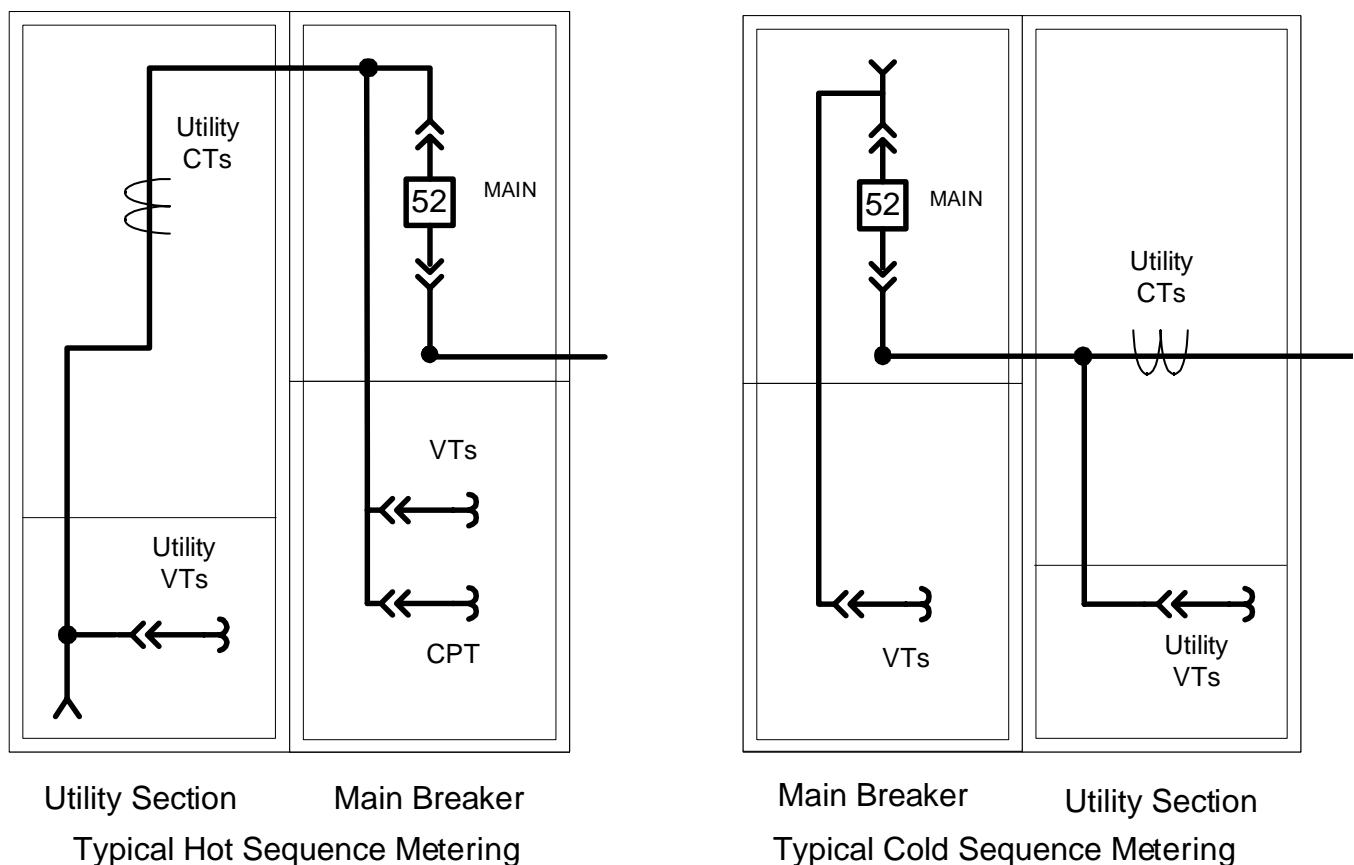 Utility
CTs
52
MAIN
VTs
Utility
VTs
CPT
Utility Section
Main Breaker
Typical Hot Sequence Metering
52
MAIN
Utility
CTs
VTs
Utility
VTs
Main Breaker
Utility Section
Typical Cold Sequence Metering